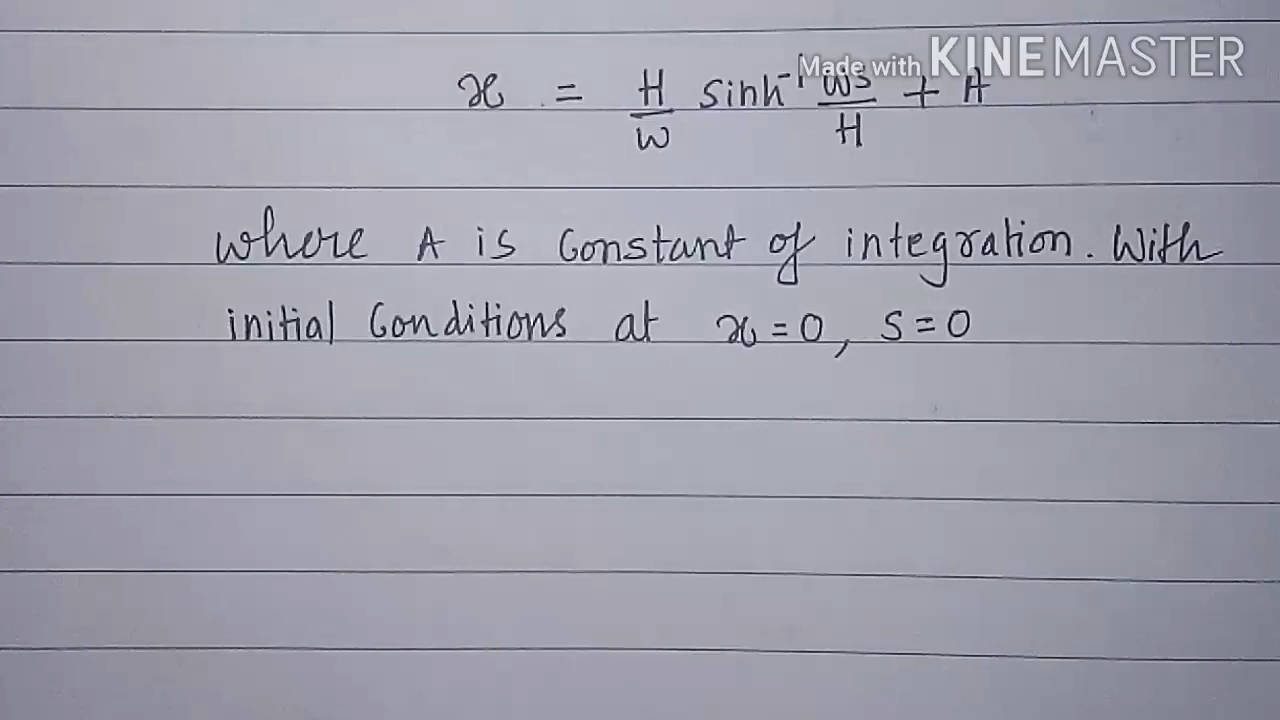 Made with KINEMASTER
x = H/w sinh⁻¹ ws/H + A
where A is constant of integration. With
initial conditions at x=0, s=0